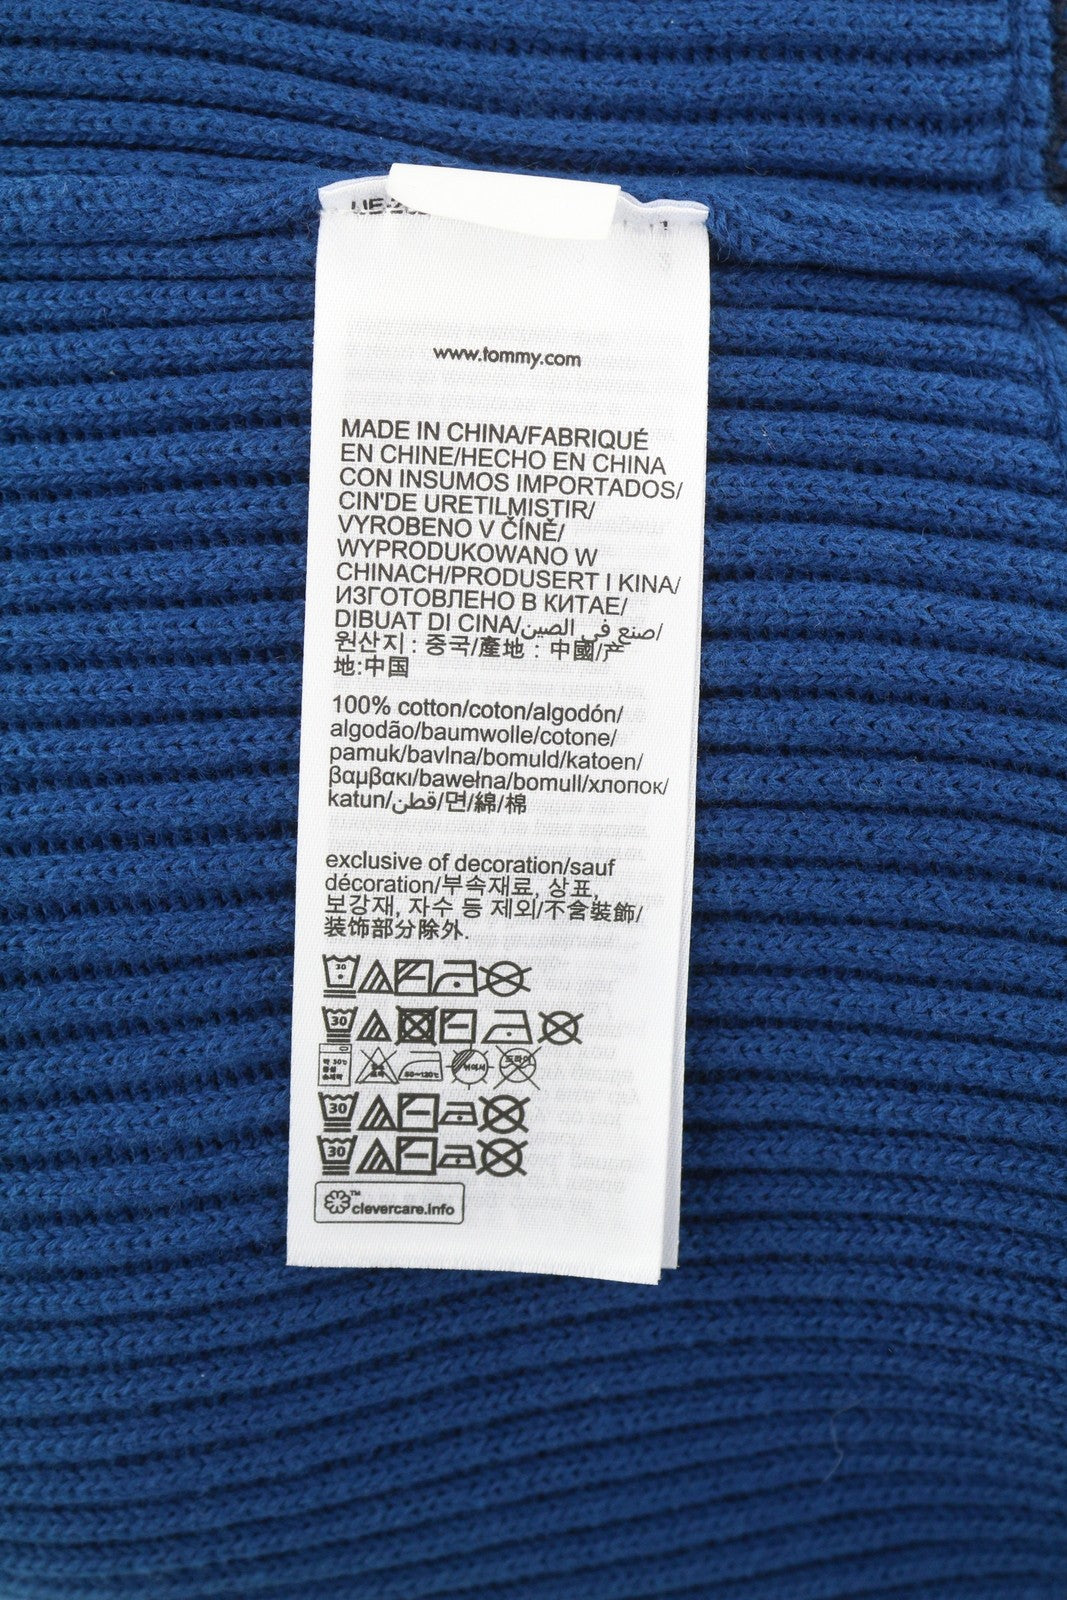 www.tommy.com
MADE IN CHINA/FABRIQUÉ
EN CHINE/HECHO EN CHINA
CON INSUMOS IMPORTADOS/
CIN'DE URETILMISTIR/
VYROBENO V ČÍNĚ/
WYPRODUKOWANO W
CHINACH/PRODUSERT I KINA/
ИЗГОТОВЛЕНО В КИТАЕ/
DIBUAT DI CINA/صنع في الصين/
원산지 : 중국/產地 : 中國/产
地:中国
100% cotton/coton/algodón/
algodão/baumwolle/cotone/
pamuk/bavlna/bomuld/katoen/
βαμβακι/bawełna/bomull/хлопок/
katun/قطن/면/綿/棉
exclusive of decoration/sauf
décoration/부속재료, 상표,
보강재, 자수 등 제외/不含裝飾/
装饰部分除外.
30
30
80~120℃
30
30
™ clevercare.info